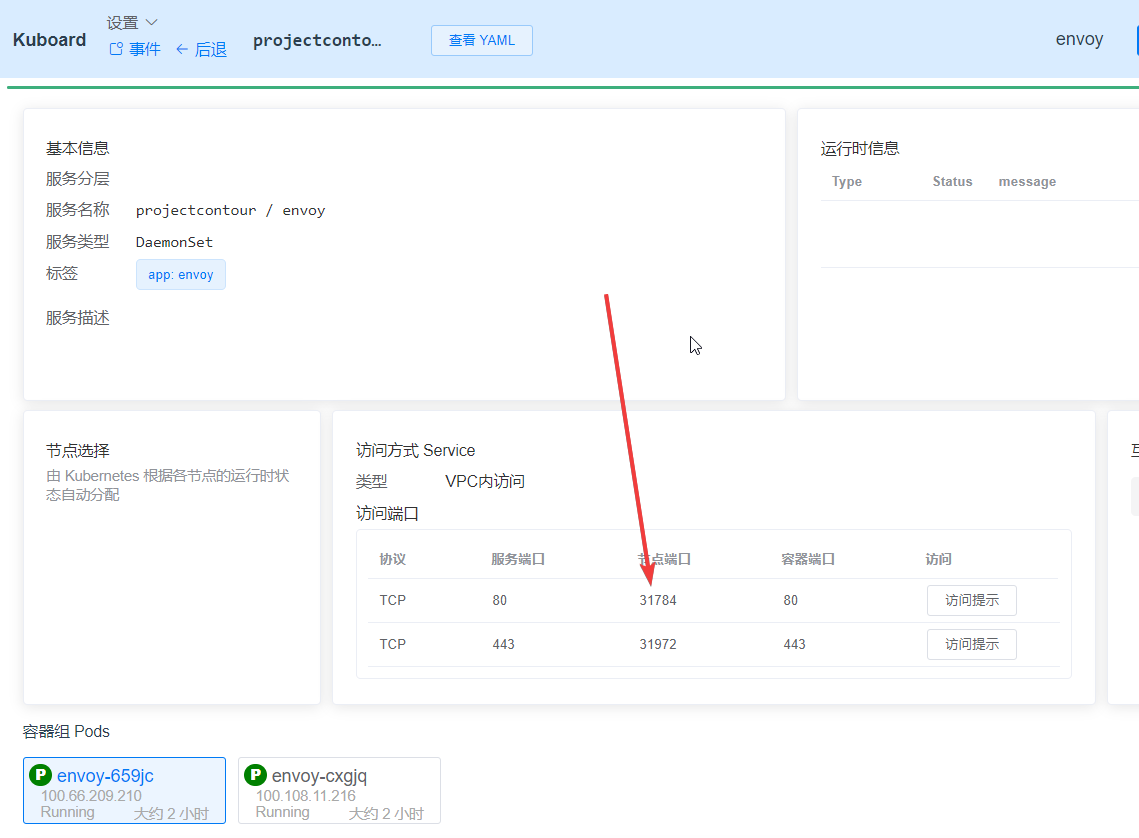 Kuboard
设置
事件
后退
projectconto…
查看 YAML
envoy
基本信息
服务分层
服务名称 projectcontour / envoy
服务类型 DaemonSet
标签 app: envoy
服务描述
运行时信息
Type Status message
节点选择
由 Kubernetes 根据各节点的运行时状
态自动分配
访问方式 Service
类型 VPC内访问
访问端口
协议 服务端口 节点端口 容器端口 访问
TCP 80 31784 80 访问提示
TCP 443 31972 443 访问提示
容器组 Pods
P envoy-659jc
100.66.209.210
Running 大约 2 小时
P envoy-cxgjq
100.108.11.216
Running 大约 2 小时